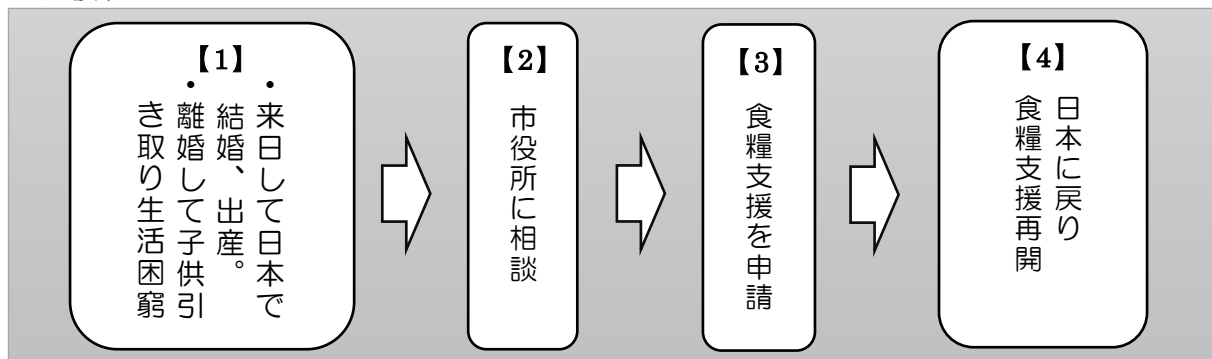 【1】
・来日して日本で
結婚、出産。
・離婚して子供引
き取り生活困窮
【2】
市役所に相談
【3】
食糧支援を申請
【4】
日本に戻り
食糧支援再開